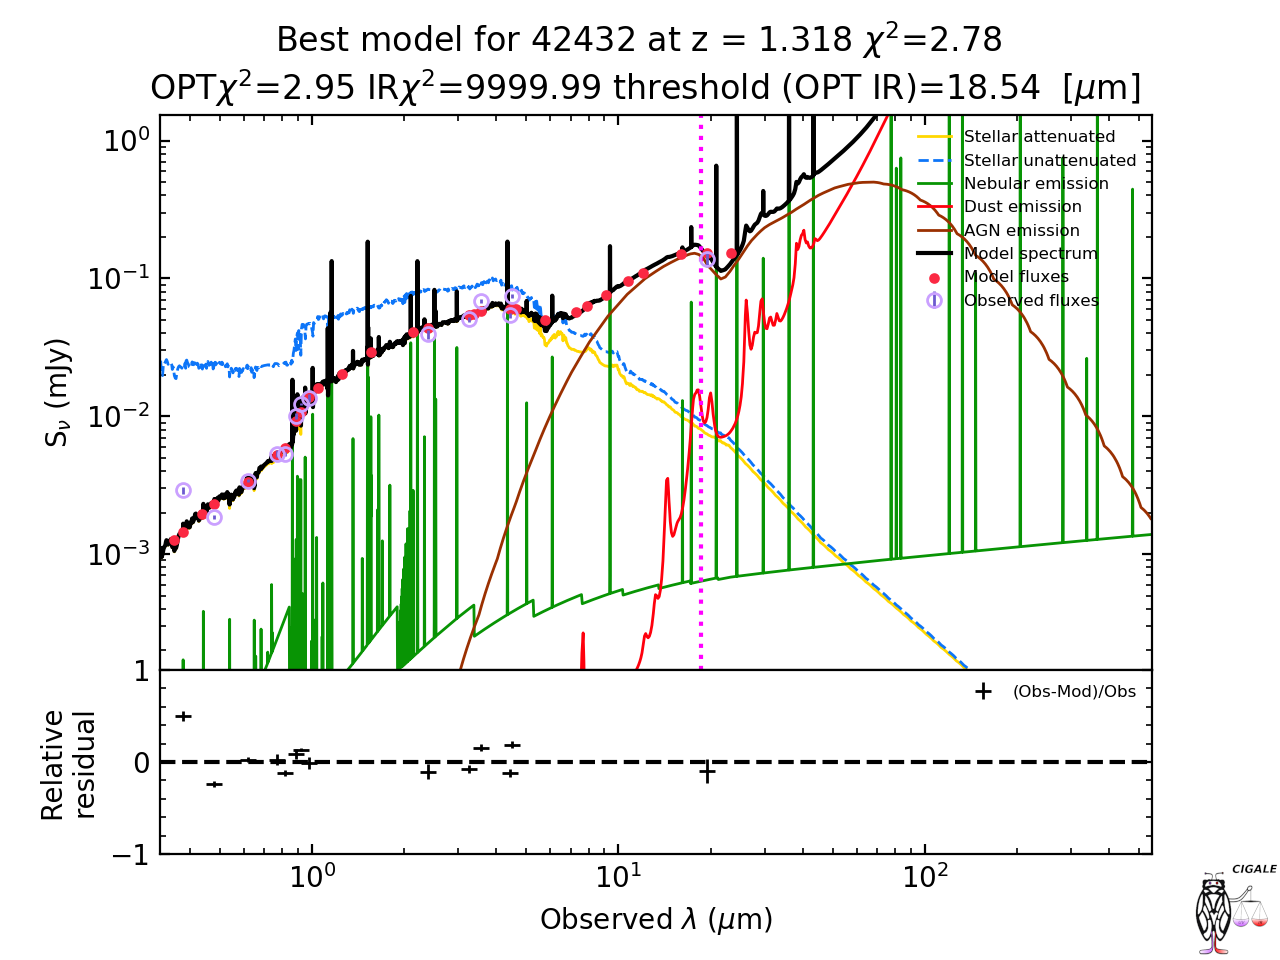 Best model for 42432 at z = 1.318 χ²=2.78
OPTχ²=2.95 IRχ²=9999.99 threshold (OPT IR)=18.54 [μm]
10⁰
10⁻¹
10⁻²
10⁻³
Sᵥ (mJy)
Stellar attenuated
Stellar unattenuated
Nebular emission
Dust emission
AGN emission
Model spectrum
Model fluxes
Observed fluxes
1
0
−1
Relative
residual
(Obs-Mod)/Obs
10⁰
10¹
10²
Observed λ (μm)
CIGALE